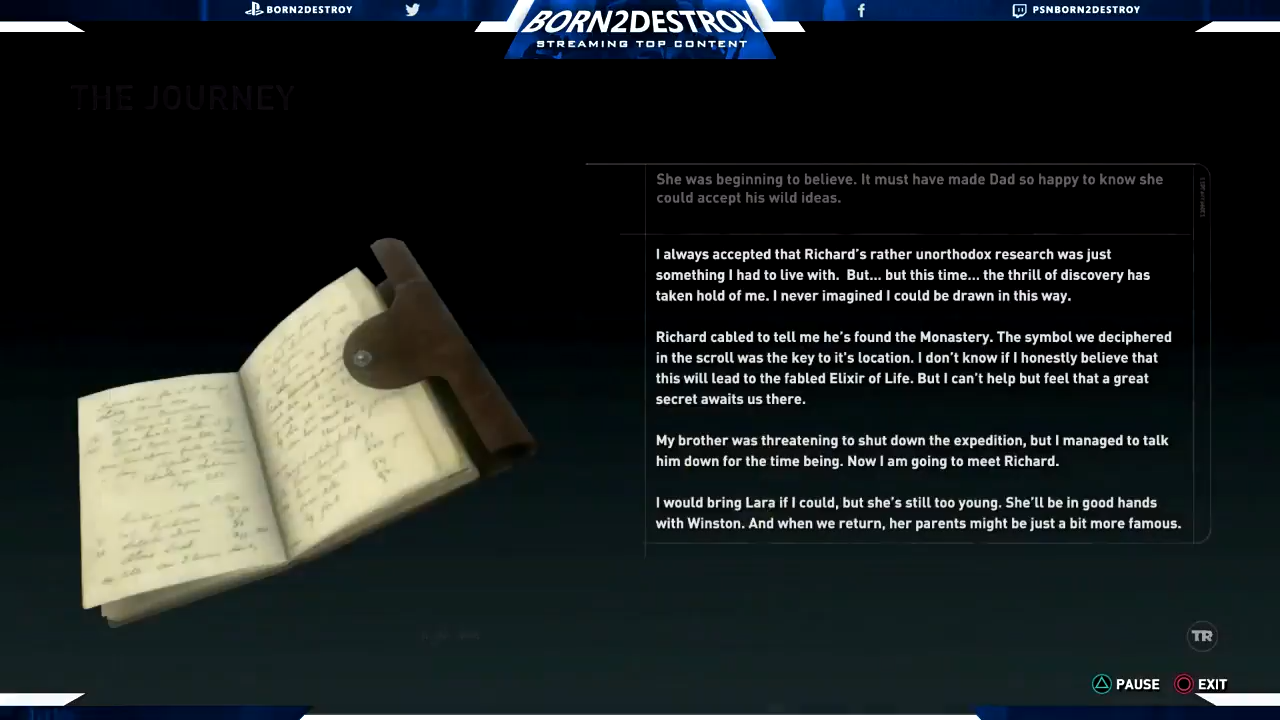 BORN2DESTROY
PSNBORN2DESTROY
BORN2DESTROY
STREAMING TOP CONTENT
THE JOURNEY
She was beginning to believe. It must have made Dad so happy to know she
could accept his wild ideas.
I always accepted that Richard's rather unorthodox research was just
something I had to live with.  But... but this time... the thrill of discovery has
taken hold of me. I never imagined I could be drawn in this way.
Richard cabled to tell me he's found the Monastery. The symbol we deciphered
in the scroll was the key to it's location. I don't know if I honestly believe that
this will lead to the fabled Elixir of Life. But I can't help but feel that a great
secret awaits us there.
My brother was threatening to shut down the expedition, but I managed to talk
him down for the time being. Now I am going to meet Richard.
I would bring Lara if I could, but she's still too young. She'll be in good hands
with Winston. And when we return, her parents might be just a bit more famous.
TR
PAUSE EXIT